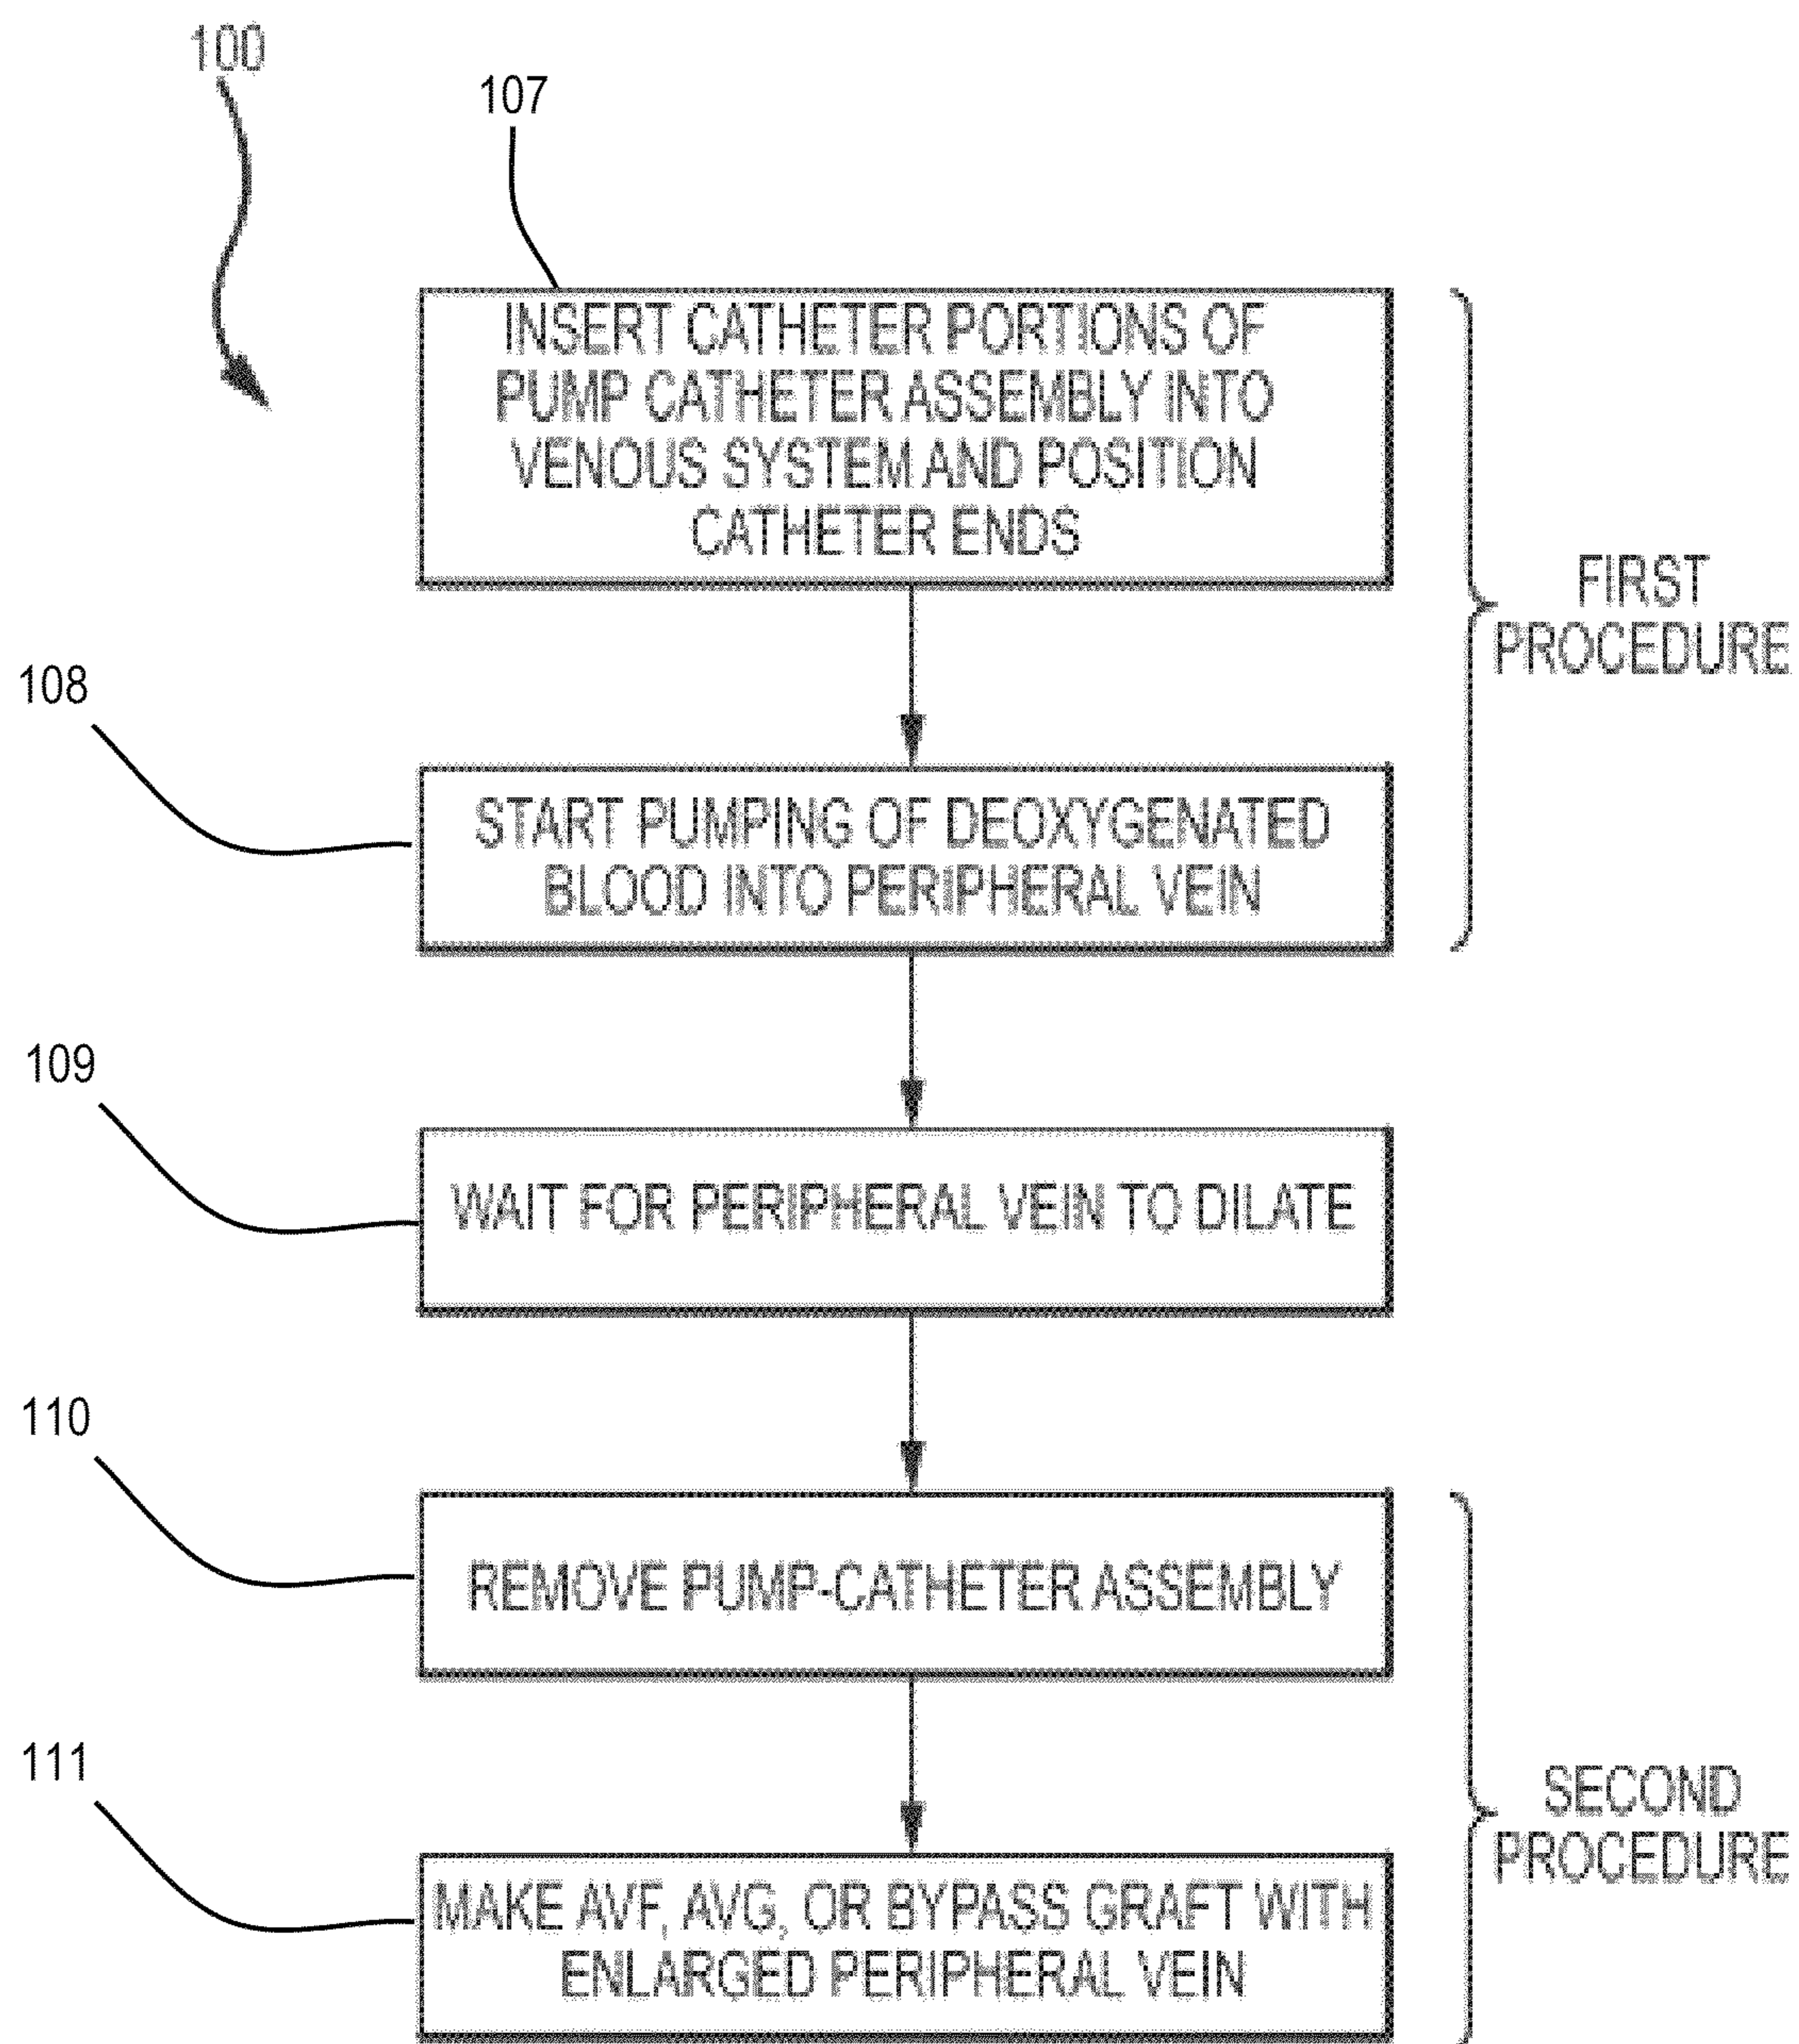 100
107
INSERT CATHETER PORTIONS OF
PUMP CATHETER ASSEMBLY INTO
VENOUS SYSTEM AND POSITION
CATHETER ENDS
FIRST
PROCEDURE
108
START PUMPING OF DEOXYGENATED
BLOOD INTO PERIPHERAL VEIN
109
WAIT FOR PERIPHERAL VEIN TO DILATE
110
REMOVE PUMP-CATHETER ASSEMBLY
111
MAKE AVF, AVG, OR BYPASS GRAFT WITH
ENLARGED PERIPHERAL VEIN
SECOND
PROCEDURE